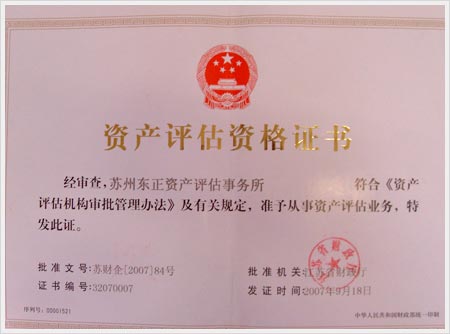 资产评估资格证书
经审查，苏州东正资产评估事务所 符合《资产
评估机构审批管理办法》及有关规定，准予从事资产评估业务，特
发此证。
批准文号：苏财企[2007]84号
批准机关：江苏省财政厅
证书编号：32070007
发证时间：2007年9月18日
序列号：00001521
中华人民共和国财政部统一印制